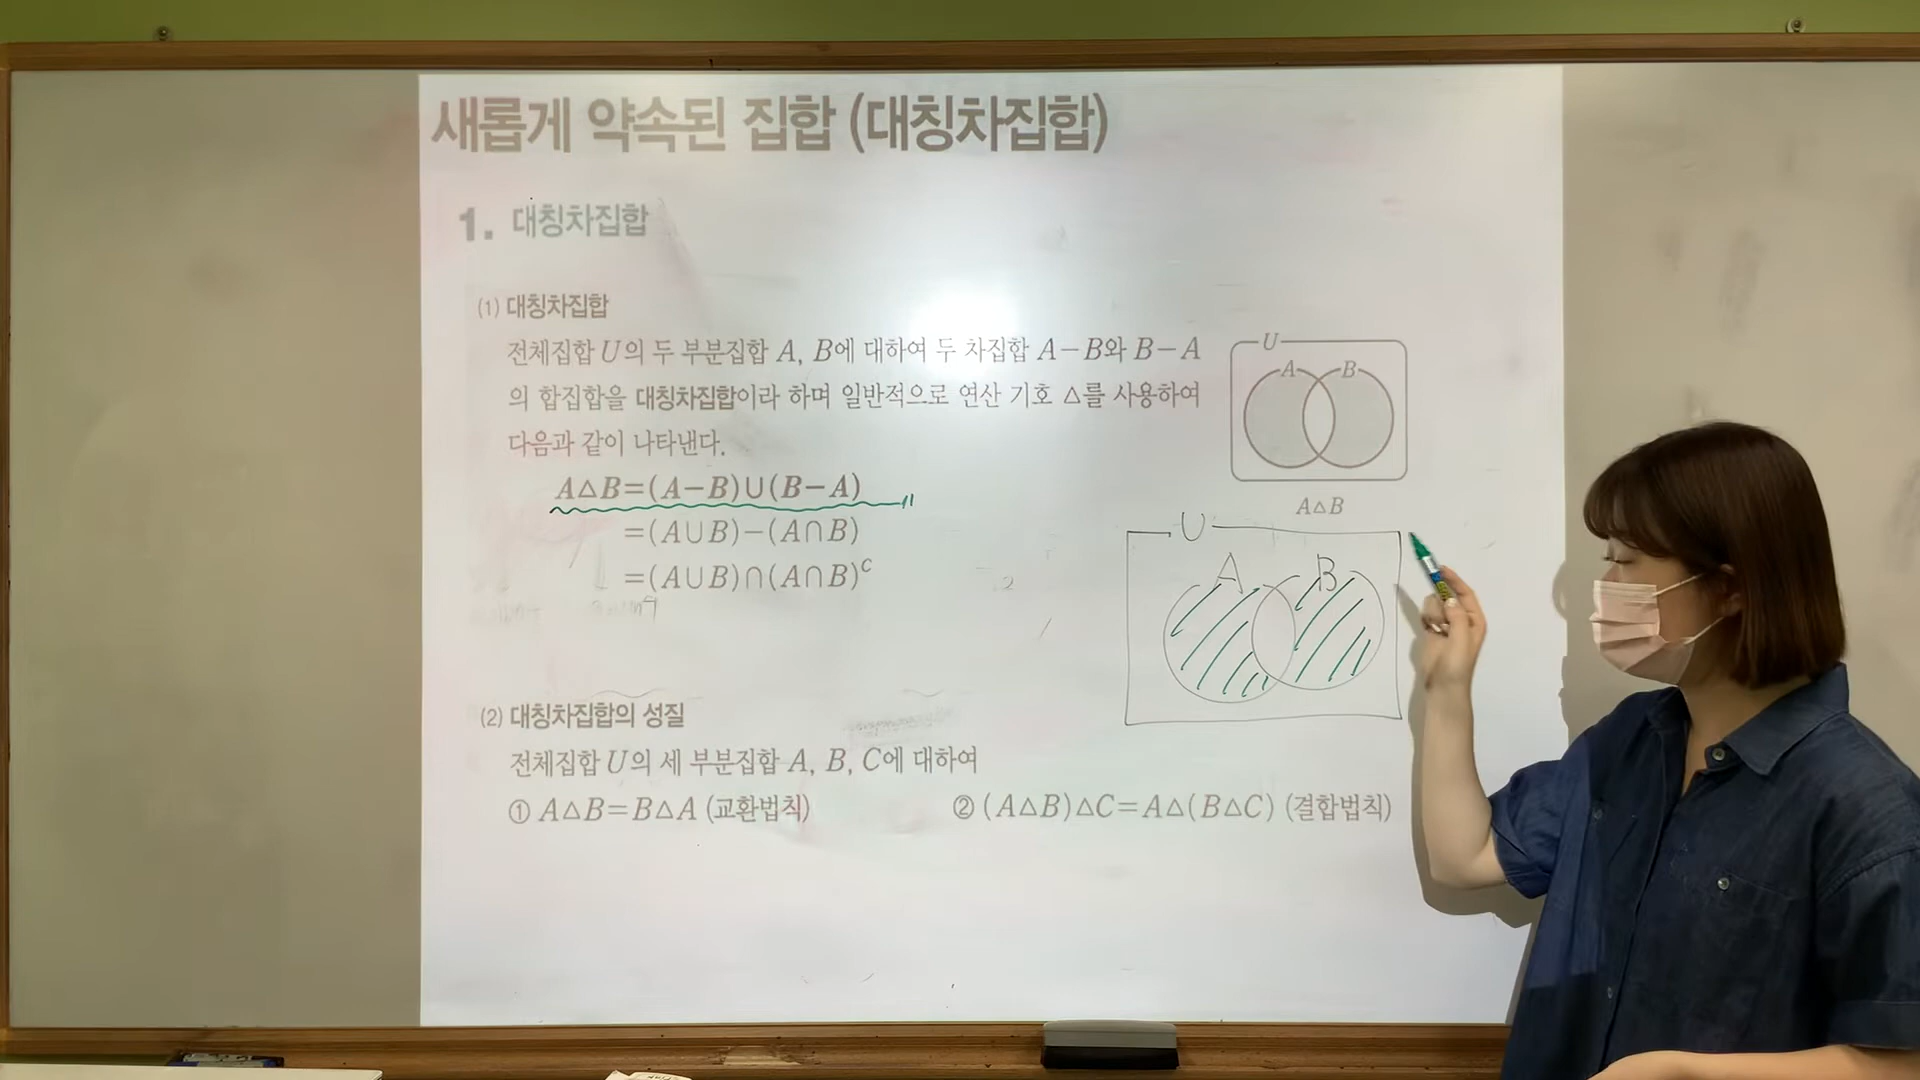 새롭게 약속된 집합 (대칭차집합)
1. 대칭차집합
(1) 대칭차집합
전체집합 U의 두 부분집합 A, B에 대하여 두 차집합 A-B와 B-A
의 합집합을 대칭차집합이라 하며 일반적으로 연산 기호 △를 사용하여
다음과 같이 나타낸다.
A△B=(A-B)∪(B-A)
=(A∪B)-(A∩B)
=(A∪B)∩(A∩B)ᶜ
U
A B
A△B
U
A B
(2) 대칭차집합의 성질
전체집합 U의 세 부분집합 A, B, C에 대하여
① A△B=B△A (교환법칙)
② (A△B)△C=A△(B△C) (결합법칙)